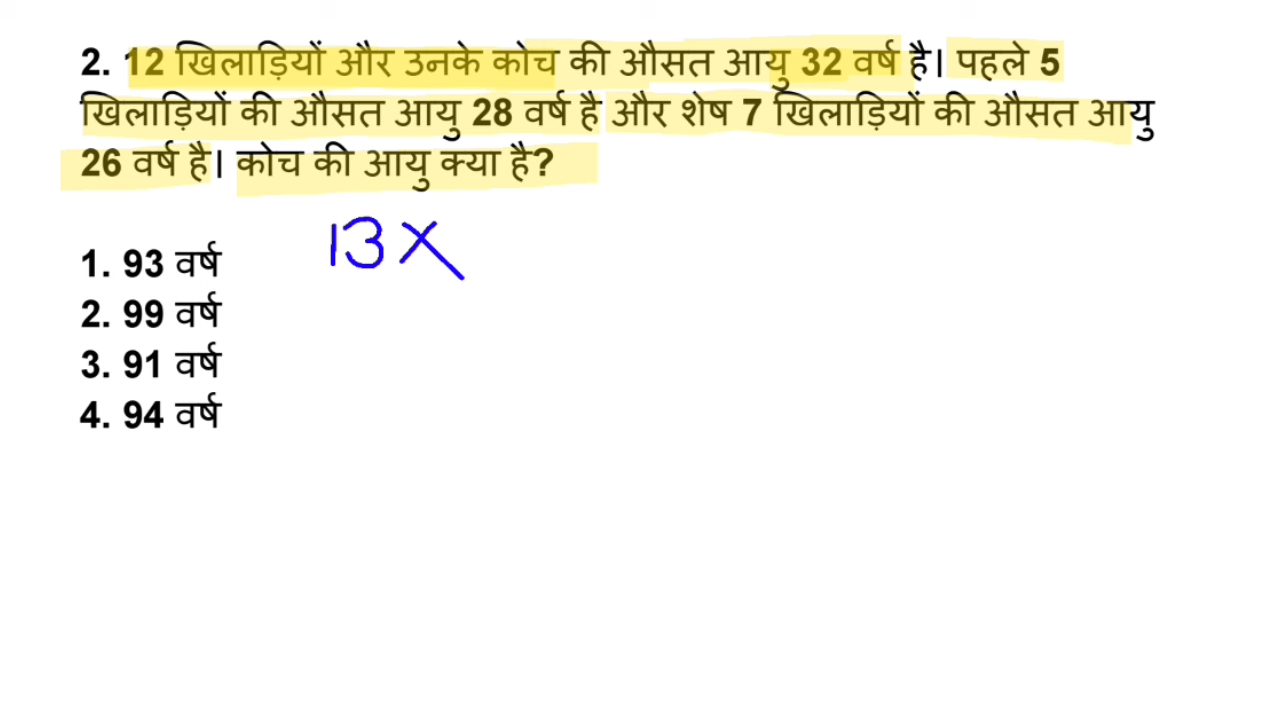 2. 12 खिलाड़ियों और उनके कोच की औसत आयु 32 वर्ष है। पहले 5
खिलाड़ियों की औसत आयु 28 वर्ष है और शेष 7 खिलाड़ियों की औसत आयु
26 वर्ष है। कोच की आयु क्या है?
13 ×
1. 93 वर्ष
2. 99 वर्ष
3. 91 वर्ष
4. 94 वर्ष